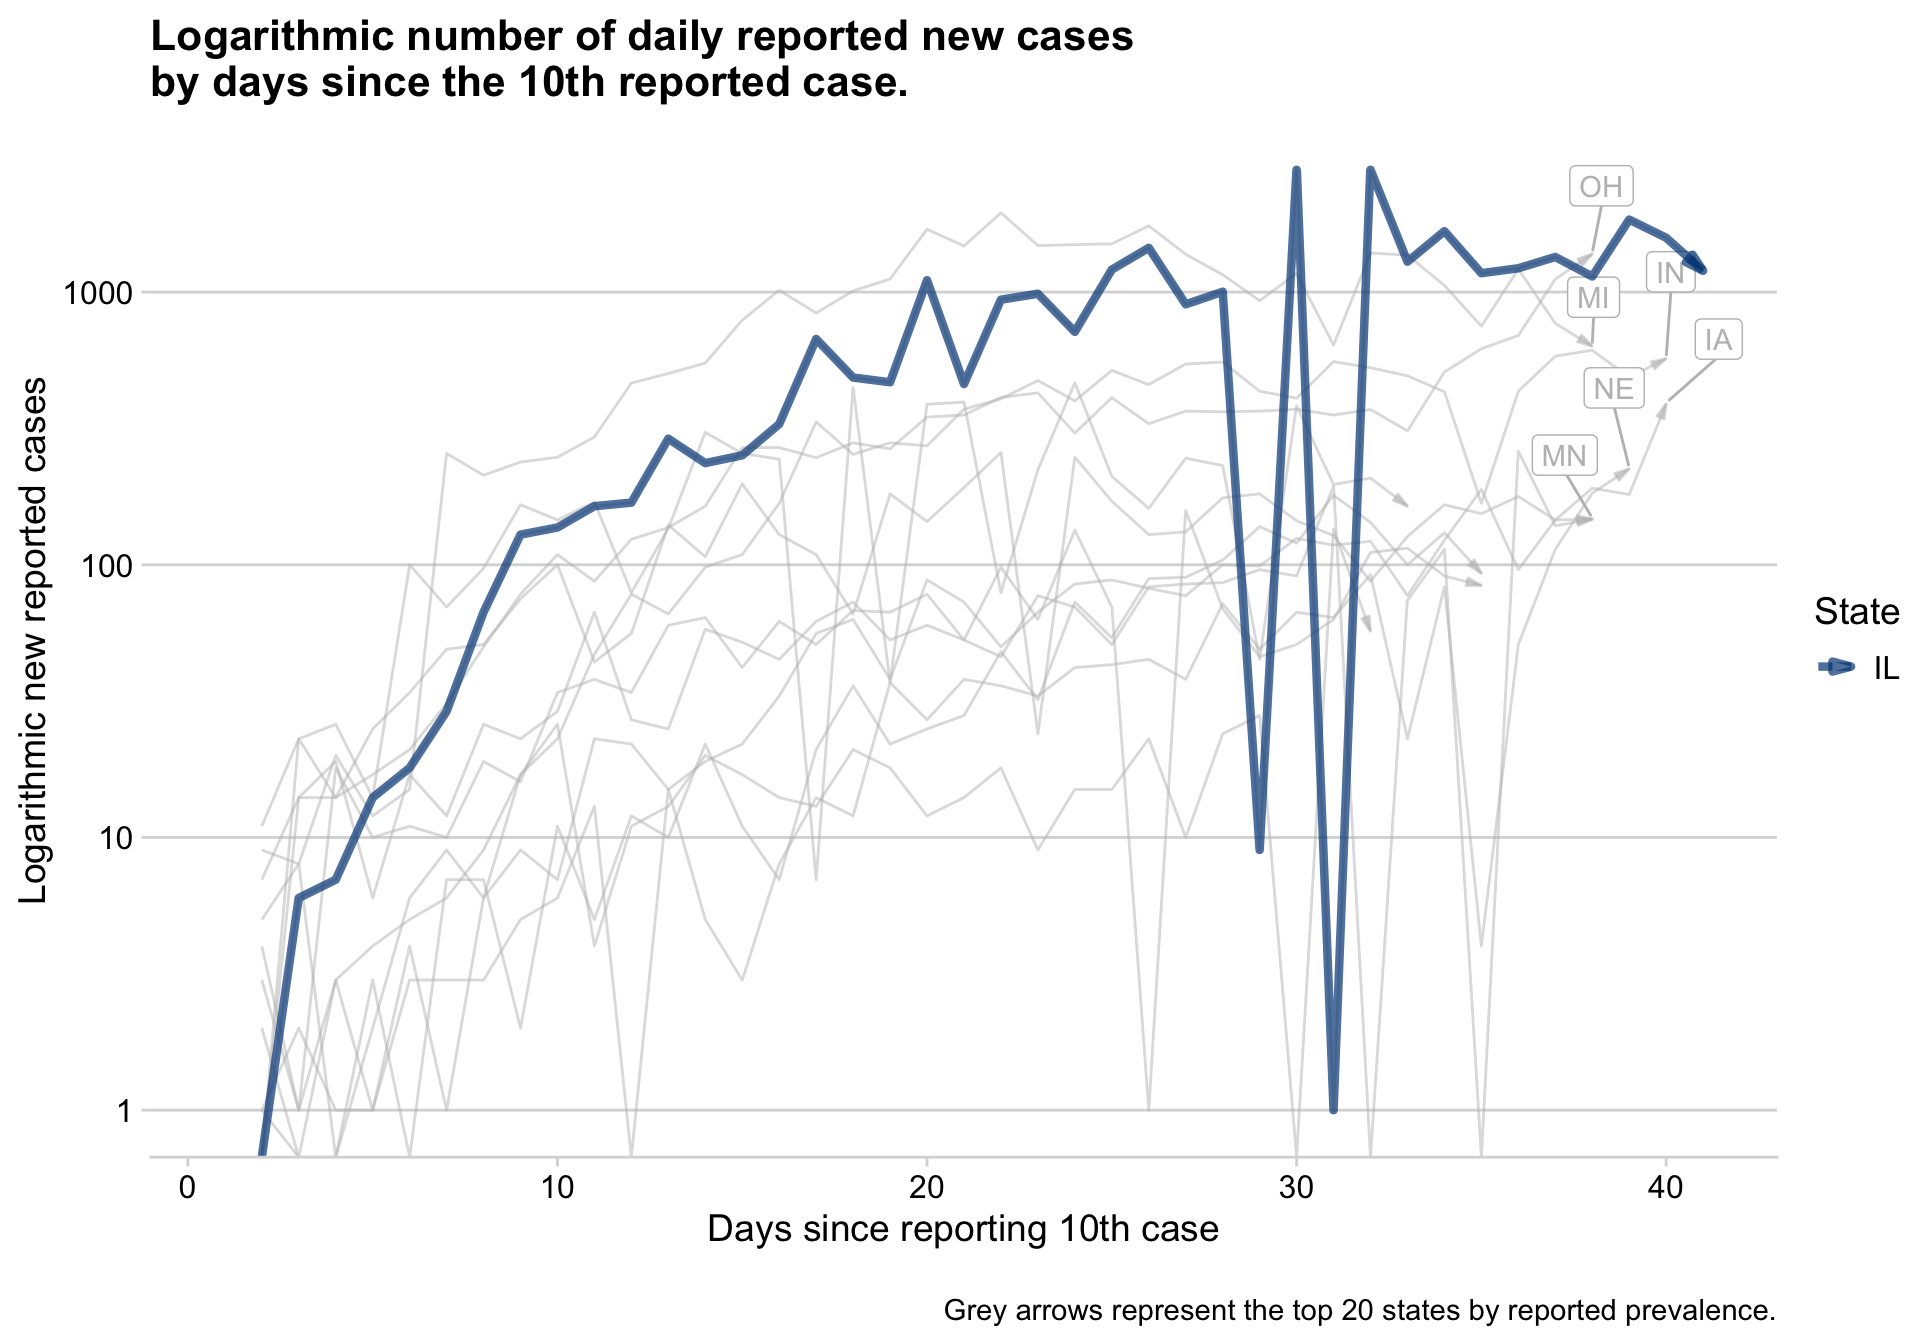 Logarithmic number of daily reported new cases
by days since the 10th reported case.
Logarithmic new reported cases
1000
100
10
1
OH
IN
MI
IA
NE
MN
State
IL
0
10
20
30
40
Days since reporting 10th case
Grey arrows represent the top 20 states by reported prevalence.